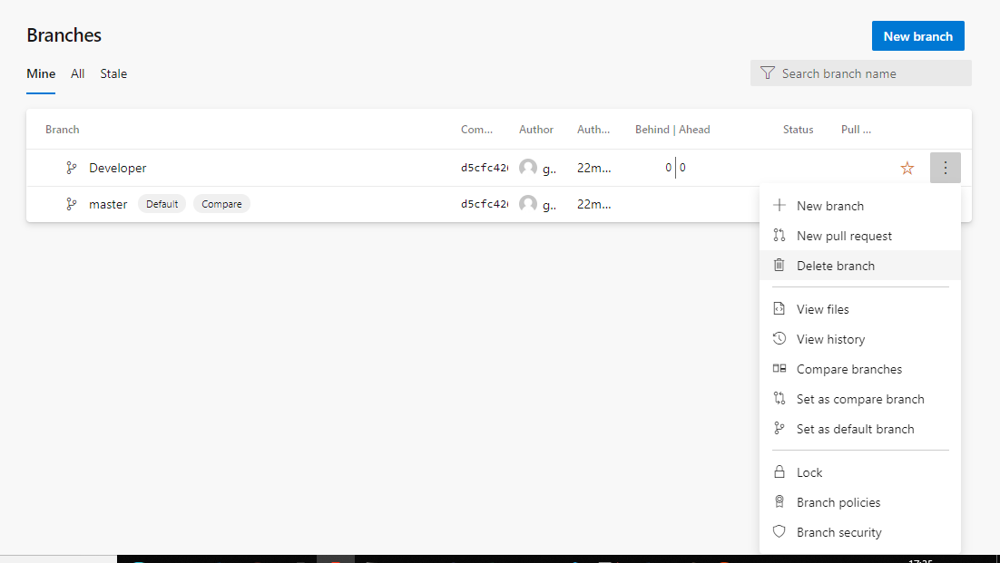 Branches
New branch
Mine All Stale
Search branch name
Branch Com... Author Auth... Behind | Ahead Status Pull ...
Developer d5cfc42 g.. 22m... 0 0
master Default Compare d5cfc42 g.. 22m...
New branch
New pull request
Delete branch
View files
View history
Compare branches
Set as compare branch
Set as default branch
Lock
Branch policies
Branch security